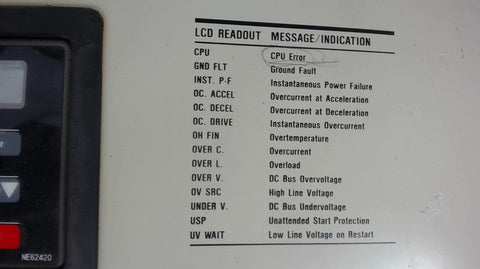 LCD READOUT MESSAGE/INDICATION
CPU CPU Error
GND FLT Ground Fault
INST. P-F Instantaneous Power Failure
OC. ACCEL Overcurrent at Acceleration
OC. DECEL Overcurrent at Deceleration
OC. DRIVE Instantaneous Overcurrent
OH FIN Overtemperature
OVER C. Overcurrent
OVER L. Overload
OVER V. DC Bus Overvoltage
OV SRC High Line Voltage
UNDER V. DC Bus Undervoltage
USP Unattended Start Protection
UV WAIT Low Line Voltage on Restart
NE62420